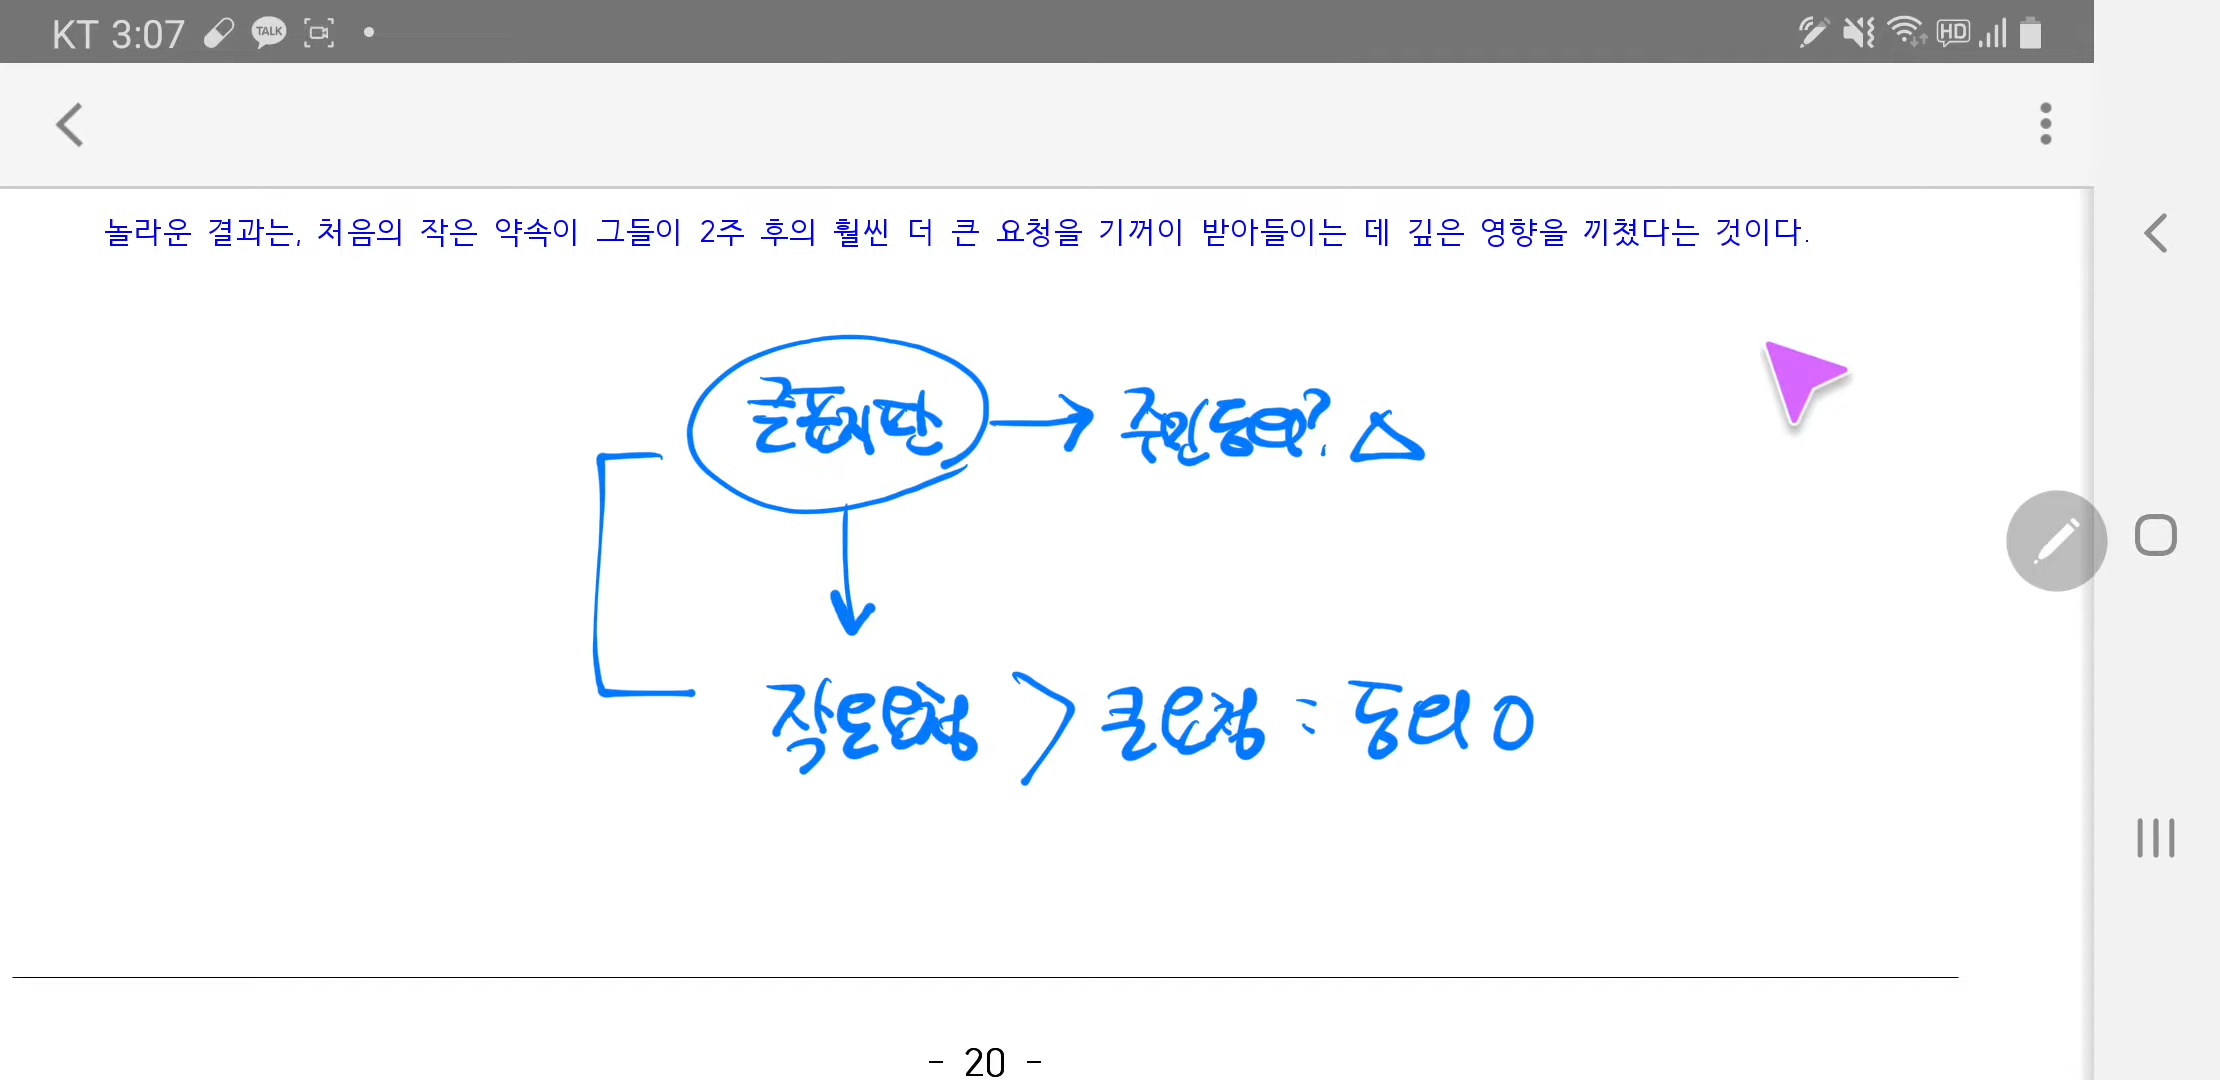 KT 3:07 TALK HD
놀라운 결과는, 처음의 작은 약속이 그들이 2주 후의 훨씬 더 큰 요청을 기꺼이 받아들이는 데 깊은 영향을 끼쳤다는 것이다.
큰표지판 → 주민동의? △
작은요청 > 큰요청 : 동의 O
- 20 -